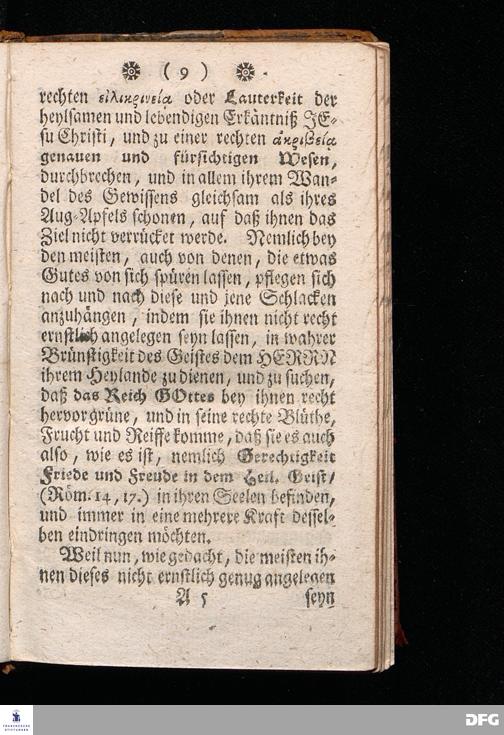 ( 9 )
rechten εἰλικρινεία oder Lauterkeit der
heylsamen und lebendigen Erkäntniß JE-
su Christi, und zu einer rechten ἀκριβεία
genauen und fürsichtigen Wesen,
durchbrechen, und in allem ihrem Wan-
del des Gewissens gleichsam als ihres
Aug-Apfels schonen, auf daß ihnen das
Ziel nicht verrücket werde. Nemlich bey
den meisten, auch von denen, die etwas
Gutes von sich spüren lassen, pflegen sich
nach und nach diese und jene Schlacken
anzuhängen, indem sie ihnen nicht recht
ernstlich angelegen seyn lassen, in wahrer
Brünstigkeit des Geistes dem HERRN
ihrem Heylande zu dienen, und zu suchen,
daß das Reich GOttes bey ihnen recht
hervorgrüne, und in seine rechte Blüthe,
Frucht und Reiffe komme, daß sie es auch
also, wie es ist, nemlich Gerechtigkeit
Friede und Freude in dem Heil. Geist/
(Röm. 14, 17.) in ihren Seelen befinden,
und immer in eine mehrere Kraft dessel-
ben eindringen möchten.
Weil nun, wie gedacht, die meisten ih-
nen dieses nicht ernstlich genug angelegen
A 5 seyn
FRANCKESCHE STIFTUNGEN
DFG